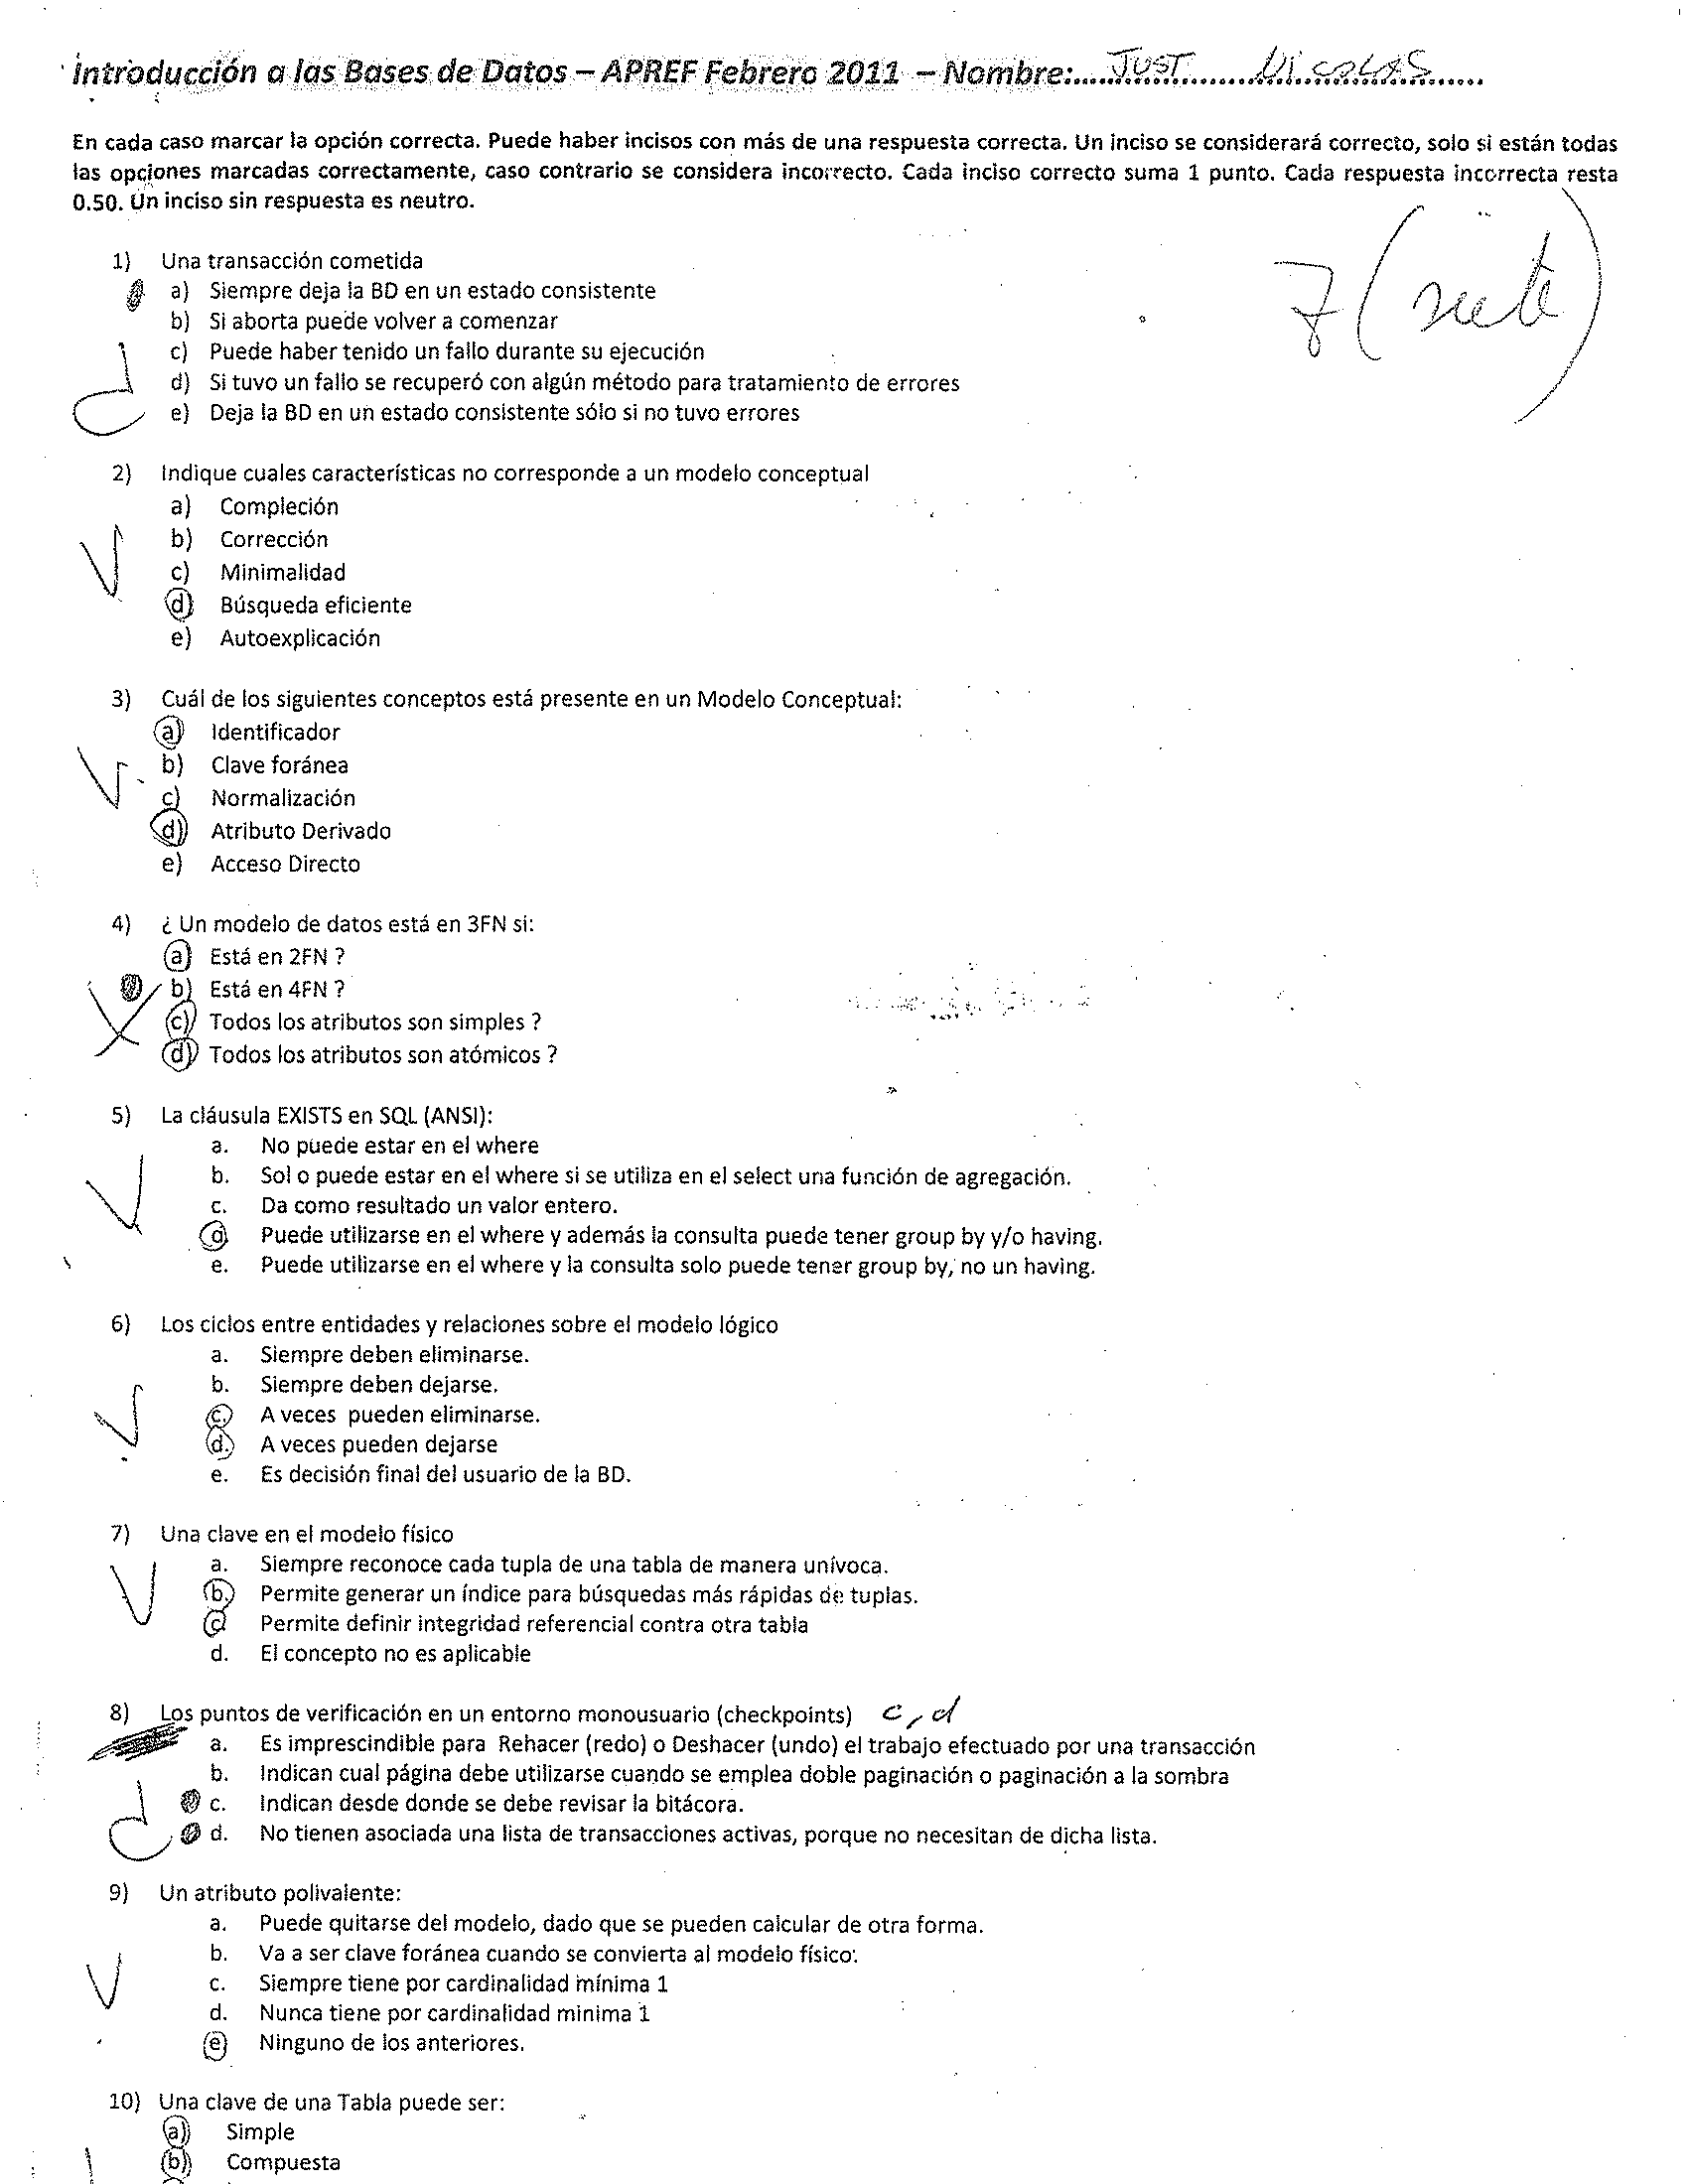 Introducción a las Bases de Datos – APREF Febrero 2011 – Nombre:....JUST........NicoLAS.....
En cada caso marcar la opción correcta. Puede haber incisos con más de una respuesta correcta. Un inciso se considerará correcto, solo si están todas
las opciones marcadas correctamente, caso contrario se considera incorrecto. Cada inciso correcto suma 1 punto. Cada respuesta incorrecta resta
0.50. Un inciso sin respuesta es neutro.
7 (siete)
1) Una transacción cometida
a) Siempre deja la BD en un estado consistente
b) Si aborta puede volver a comenzar
c) Puede haber tenido un fallo durante su ejecución
d) Si tuvo un fallo se recuperó con algún método para tratamiento de errores
e) Deja la BD en un estado consistente sólo si no tuvo errores
2) Indique cuales características no corresponde a un modelo conceptual
a) Compleción
b) Corrección
c) Minimalidad
d) Búsqueda eficiente
e) Autoexplicación
3) Cuál de los siguientes conceptos está presente en un Modelo Conceptual:
a) Identificador
b) Clave foránea
c) Normalización
d) Atributo Derivado
e) Acceso Directo
4) ¿ Un modelo de datos está en 3FN si:
a) Está en 2FN ?
b) Está en 4FN ?
c) Todos los atributos son simples ?
d) Todos los atributos son atómicos ?
5) La cláusula EXISTS en SQL (ANSI):
a. No puede estar en el where
b. Sol o puede estar en el where si se utiliza en el select una función de agregación.
c. Da como resultado un valor entero.
d. Puede utilizarse en el where y además la consulta puede tener group by y/o having.
e. Puede utilizarse en el where y la consulta solo puede tener group by, no un having.
6) Los ciclos entre entidades y relaciones sobre el modelo lógico
a. Siempre deben eliminarse.
b. Siempre deben dejarse.
c. A veces pueden eliminarse.
d. A veces pueden dejarse
e. Es decisión final del usuario de la BD.
7) Una clave en el modelo físico
a. Siempre reconoce cada tupla de una tabla de manera unívoca.
b. Permite generar un índice para búsquedas más rápidas de tuplas.
c. Permite definir integridad referencial contra otra tabla
d. El concepto no es aplicable
8) Los puntos de verificación en un entorno monousuario (checkpoints) c, d
a. Es imprescindible para Rehacer (redo) o Deshacer (undo) el trabajo efectuado por una transacción
b. Indican cual página debe utilizarse cuando se emplea doble paginación o paginación a la sombra
c. Indican desde donde se debe revisar la bitácora.
d. No tienen asociada una lista de transacciones activas, porque no necesitan de dicha lista.
9) Un atributo polivalente:
a. Puede quitarse del modelo, dado que se pueden calcular de otra forma.
b. Va a ser clave foránea cuando se convierta al modelo físico.
c. Siempre tiene por cardinalidad mínima 1
d. Nunca tiene por cardinalidad minima 1
e) Ninguno de los anteriores.
10) Una clave de una Tabla puede ser:
a) Simple
b) Compuesta